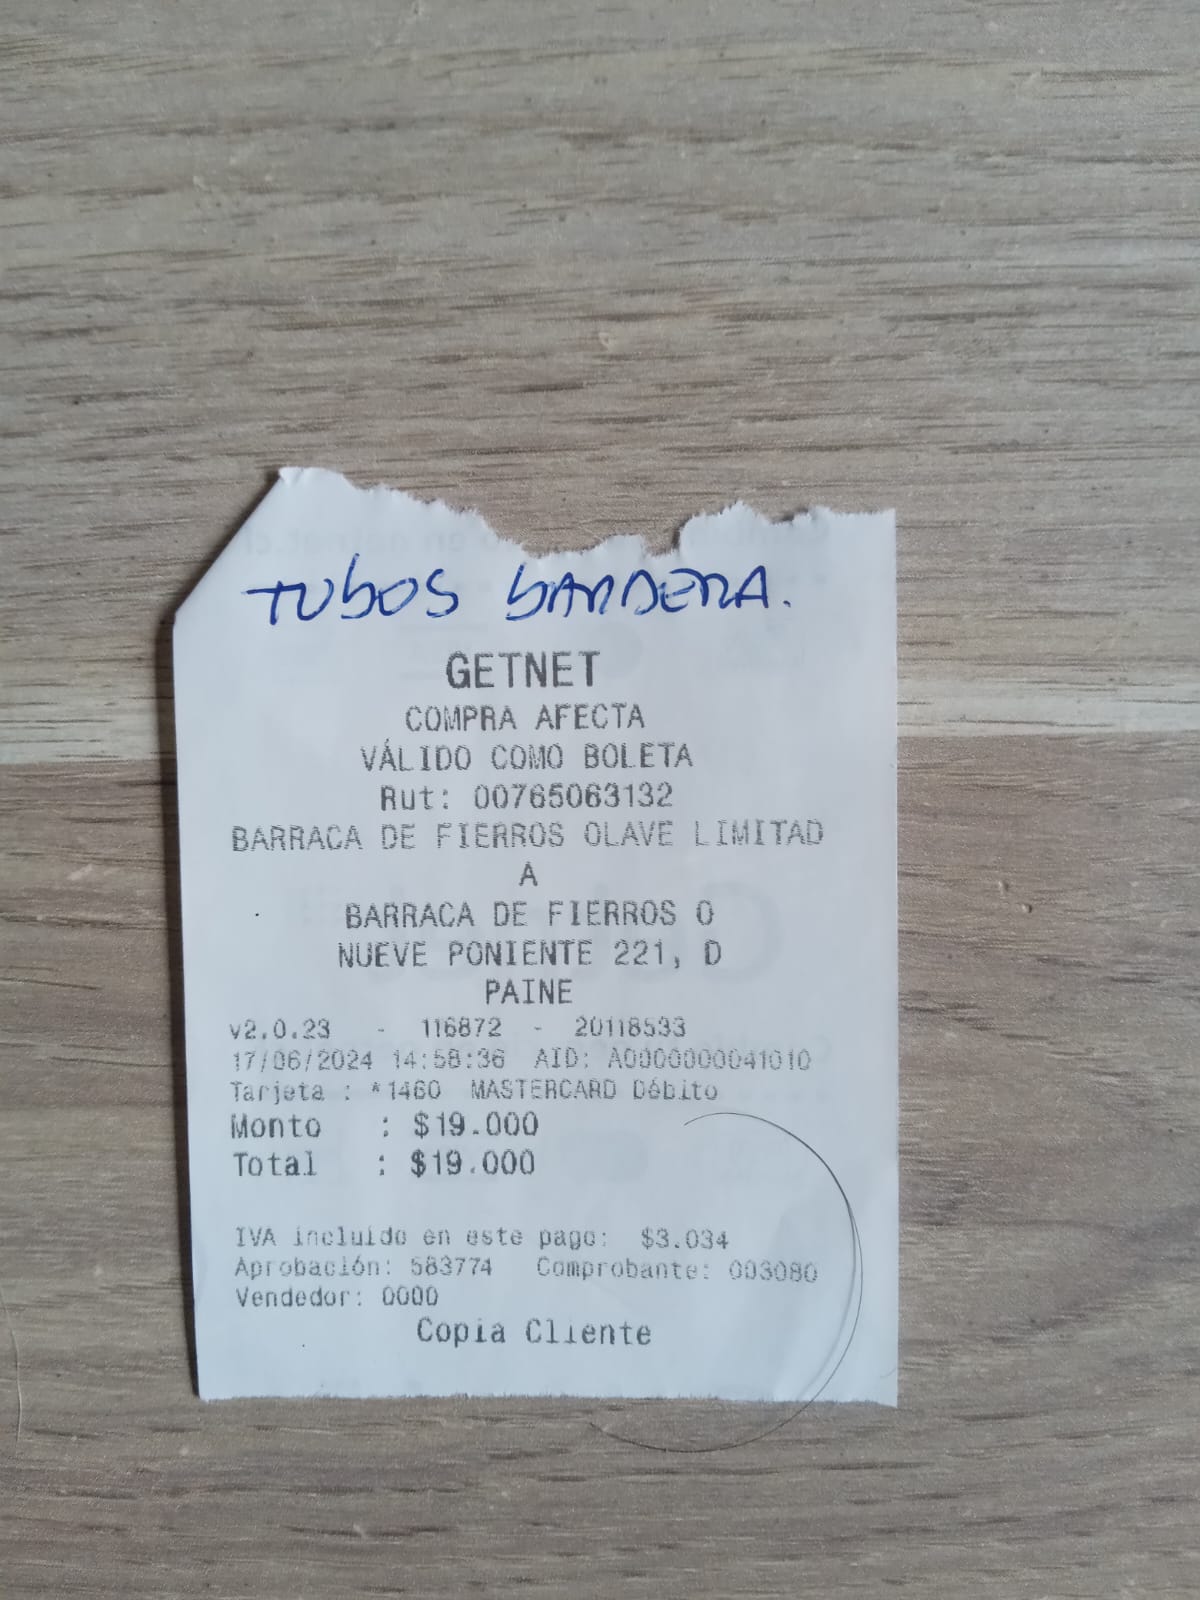 TUBOS BANDERA.
GETNET
COMPRA AFECTA
VÁLIDO COMO BOLETA
Rut: 00765063132
BARRACA DE FIERROS OLAVE LIMITAD
A
BARRACA DE FIERROS O
NUEVE PONIENTE 221, D
PAINE
v2.0.23 - 116872 - 20118533
17/06/2024 14:58:36 AID: A0000000041010
Tarjeta : *1460 MASTERCARD Débito
Monto : $19.000
Total : $19.000
IVA incluido en este pago: $3.034
Aprobación: 583774 Comprobante: 003080
Vendedor: 0000
Copia Cliente